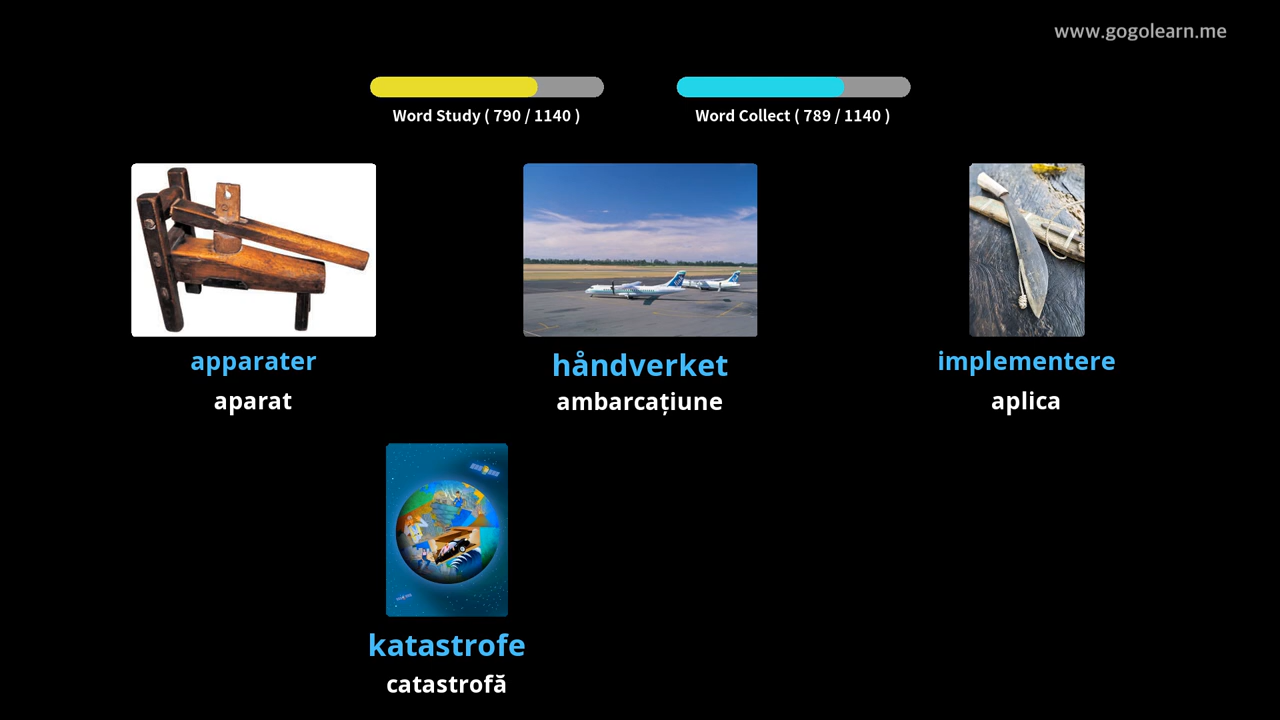 www.gogolearn.me
Word Study ( 790 / 1140 )
Word Collect ( 789 / 1140 )
apparater
håndverket
implementere
aparat
ambarcațiune
aplica
katastrofe
catastrofă